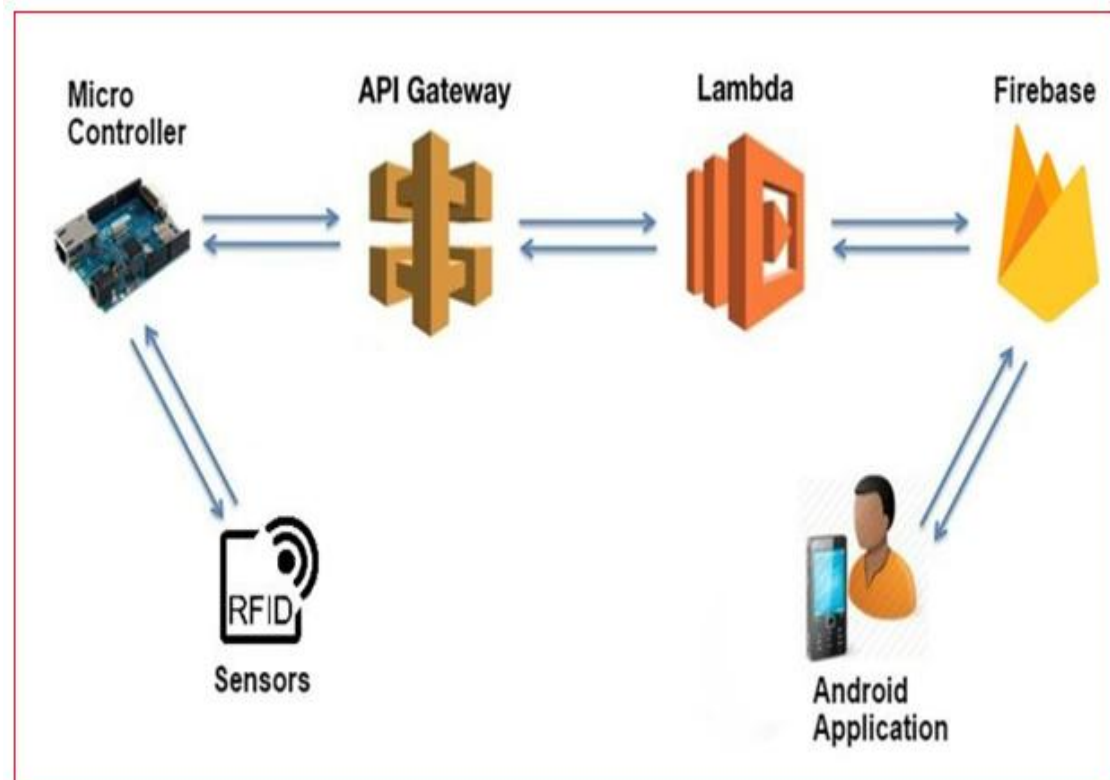 Micro
Controller
API Gateway
Lambda
Firebase
RFID
Sensors
Android
Application